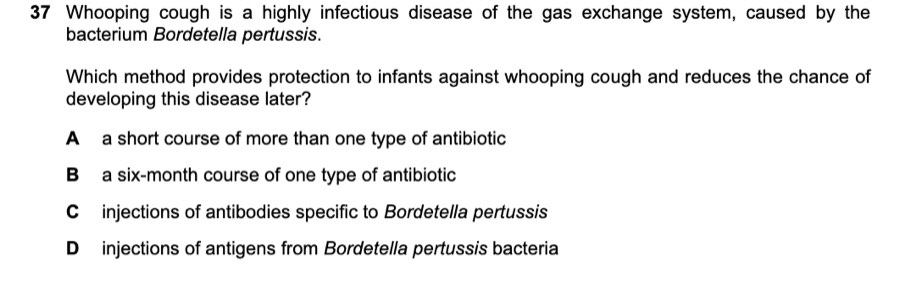 37 Whooping cough is a highly infectious disease of the gas exchange system, caused by the
bacterium Bordetella pertussis.
Which method provides protection to infants against whooping cough and reduces the chance of
developing this disease later?
A a short course of more than one type of antibiotic
B a six-month course of one type of antibiotic
C injections of antibodies specific to Bordetella pertussis
D injections of antigens from Bordetella pertussis bacteria